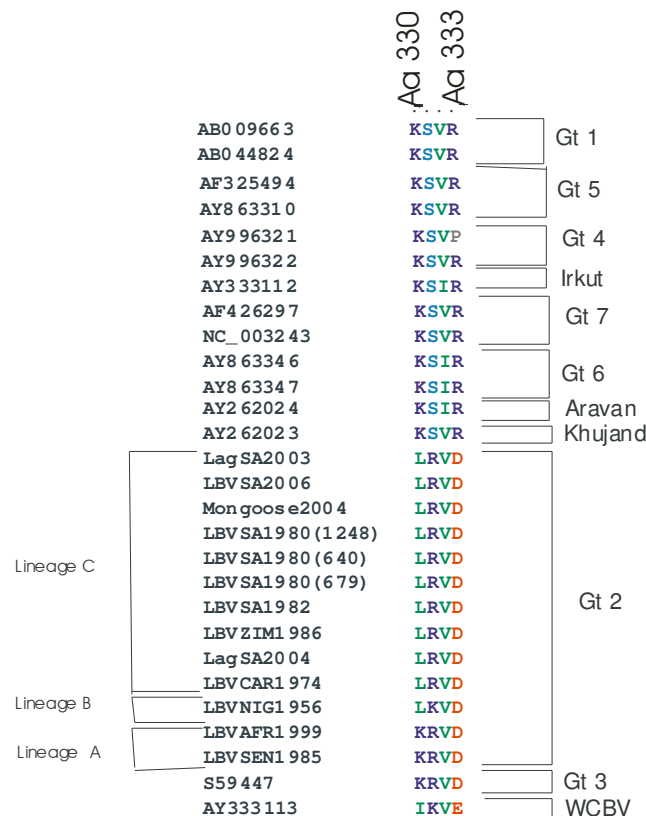 Aa 330 Aa 333
AB009663 KSVR Gt 1
AB044824 KSVR
AF325494 KSVR Gt 5
AY863310 KSVR
AY996321 KSVP Gt 4
AY996322 KSVR
AY333112 KSIR Irkut
AF426297 KSVR Gt 7
NC_003243 KSVR
AY863346 KSIR Gt 6
AY863347 KSIR
AY262024 KSIR Aravan
AY262023 KSVR Khujand
LagSA2003 LRVD
LBVSA2006 LRVD
Mongoose2004 LRVD
LBVSA1980(1248) LRVD
Lineage C LBVSA1980(640) LRVD
LBVSA1980(679) LRVD Gt 2
LBVSA1982 LRVD
LBVZIM1986 LRVD
LagSA2004 LRVD
LBVCAR1974 LRVD
Lineage B LBVNIG1956 LKVD
LBVAFR1999 KRVD
Lineage A LBVSEN1985 KRVD
S59447 KRVD Gt 3
AY333113 IKVE WCBV